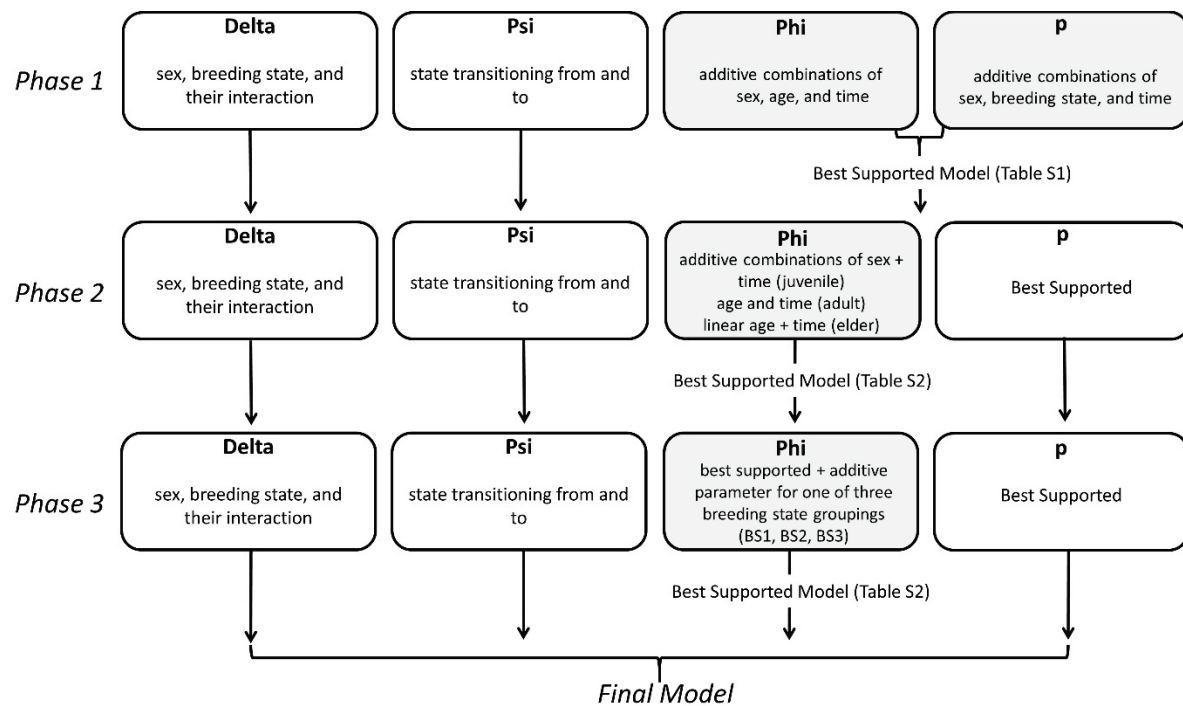 Phase 1
Delta
sex, breeding state, and
their interaction
Psi
state transitioning from and
to
Phi
additive combinations of
sex, age, and time
p
additive combinations of
sex, breeding state, and time
Best Supported Model (Table S1)
Phase 2
Delta
sex, breeding state, and
their interaction
Psi
state transitioning from and
to
Phi
additive combinations of sex +
time (juvenile)
age and time (adult)
linear age + time (elder)
p
Best Supported
Best Supported Model (Table S2)
Phase 3
Delta
sex, breeding state, and
their interaction
Psi
state transitioning from and
to
Phi
best supported + additive
parameter for one of three
breeding state groupings
(BS1, BS2, BS3)
p
Best Supported
Best Supported Model (Table S2)
Final Model